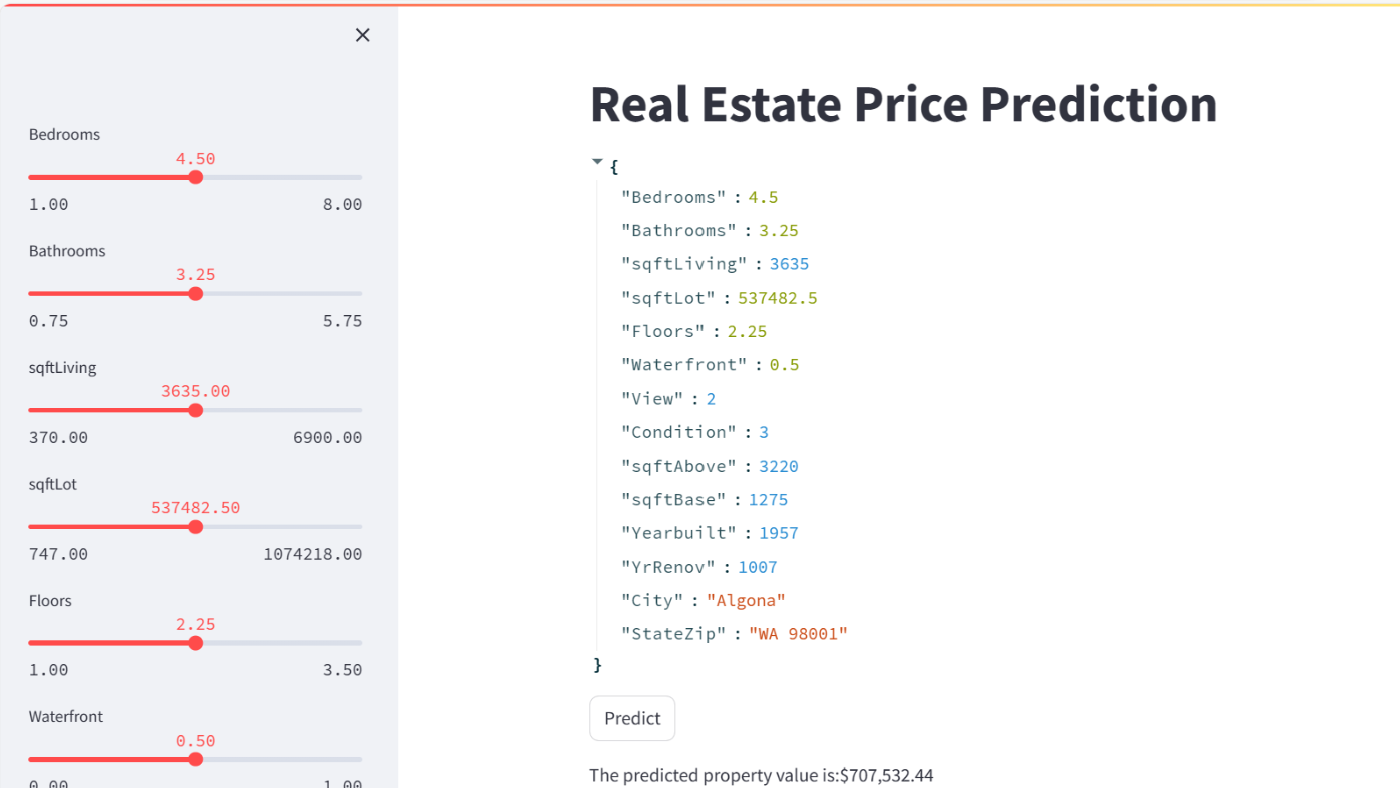 Bedrooms
4.50
1.00 8.00
Bathrooms
3.25
0.75 5.75
sqftLiving
3635.00
370.00 6900.00
sqftLot
537482.50
747.00 1074218.00
Floors
2.25
1.00 3.50
Waterfront
0.50
0.00 1.00
Real Estate Price Prediction
{
"Bedrooms" : 4.5
"Bathrooms" : 3.25
"sqftLiving" : 3635
"sqftLot" : 537482.5
"Floors" : 2.25
"Waterfront" : 0.5
"View" : 2
"Condition" : 3
"sqftAbove" : 3220
"sqftBase" : 1275
"Yearbuilt" : 1957
"YrRenov" : 1007
"City" : "Algona"
"StateZip" : "WA 98001"
}
Predict
The predicted property value is:$707,532.44